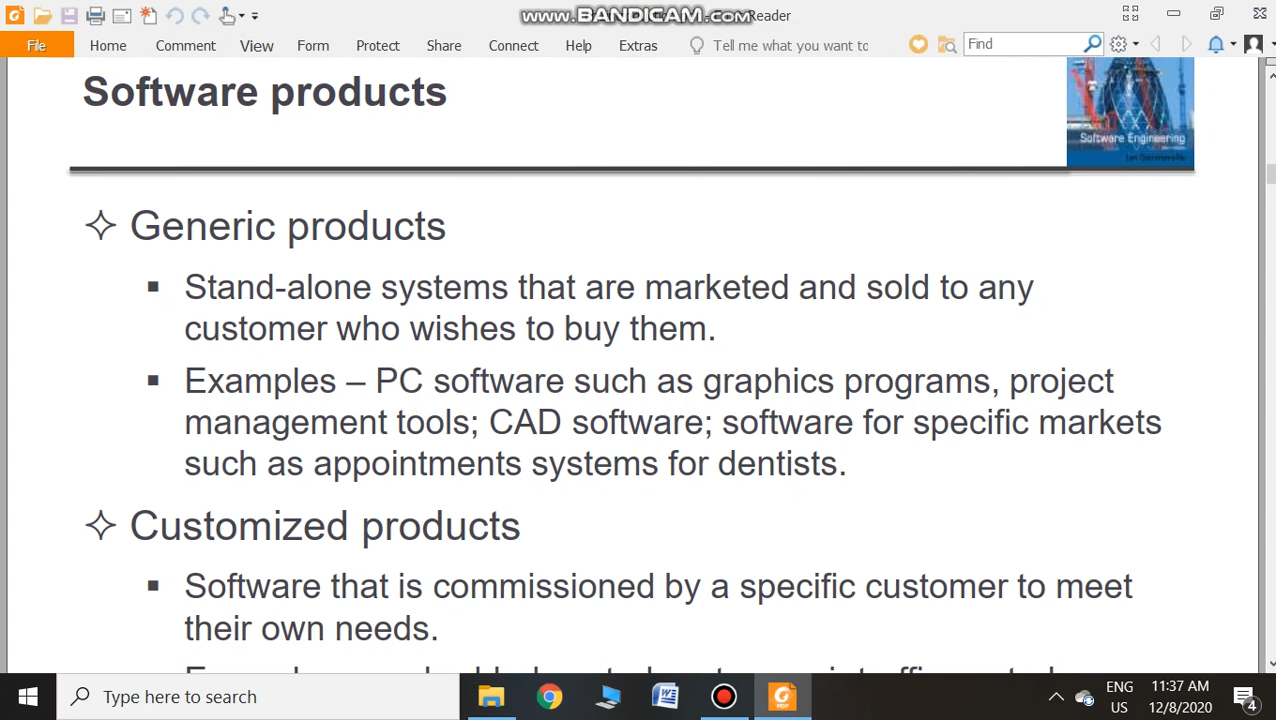 www.BANDICAM.com
Reader
File
Home
Comment
View
Form
Protect
Share
Connect
Help
Extras
Tell me what you want to
Find
Software products
Software Engineering
Generic products
Stand-alone systems that are marketed and sold to any
customer who wishes to buy them.
Examples – PC software such as graphics programs, project
management tools; CAD software; software for specific markets
such as appointments systems for dentists.
Customized products
Software that is commissioned by a specific customer to meet
their own needs.
Type here to search
ENG
US
11:37 AM
12/8/2020
4